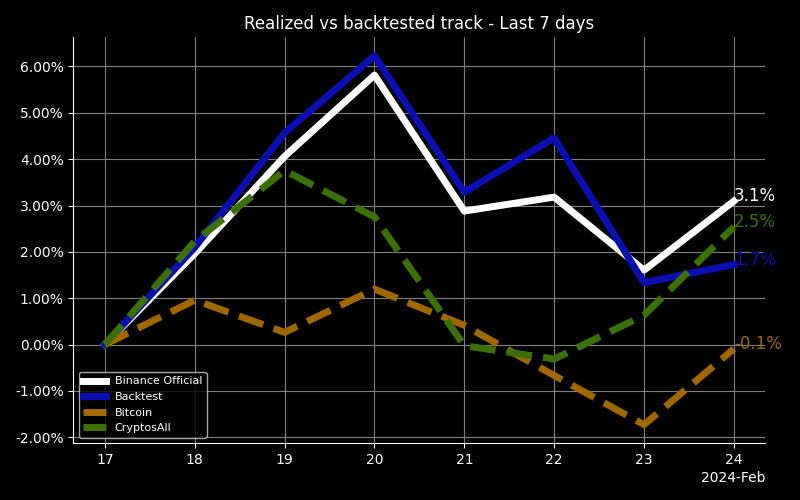 Realized vs backtested track - Last 7 days
6.00%
5.00%
4.00%
3.00%
2.00%
1.00%
0.00%
-1.00%
-2.00%
3.1%
2.5%
1.7%
-0.1%
Binance Official
Backtest
Bitcoin
CryptosAll
17 18 19 20 21 22 23 24
2024-Feb